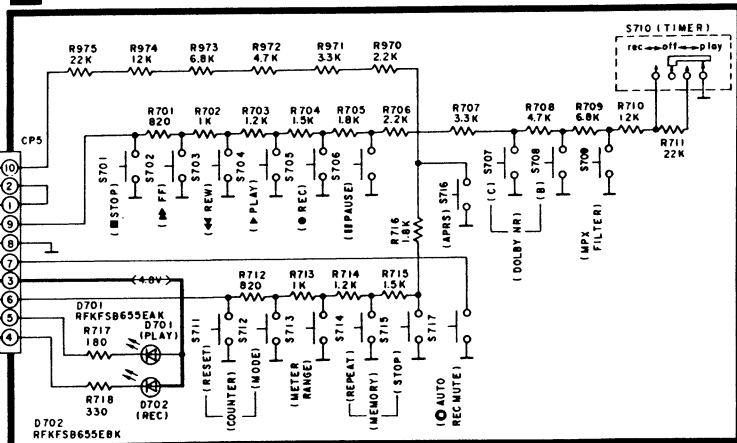 S710 (TIMER)
rec off play
R975 R974 R973 R972 R971 R970
22K 12K 6.8K 4.7K 3.3K 2.2K
R701 R702 R703 R704 R705 R706 R707 R708 R709 R710
820 1K 1.2K 1.5K 1.8K 2.2K 3.3K 4.7K 6.8K 12K
R711
22K
CP5
10
2
1
9
8
7
3
6
5
4
S701
(■STOP)
S702
(▶▶ FF)
S703
(◀◀ REW)
S704
(▶PLAY)
S705
(● REC)
S706
(❚❚PAUSE)
S716
(APRS)
S707
(C)
S708
(B)
(DOLBY NR)
S709
(MPX
FILTER)
R716
1.8K
(4.8V)
R712 R713 R714 R715
820 1K 1.2K 1.5K
D701
RFKFSB655EAK
R717
180
D701
(PLAY)
R718
330
D702
(REC)
D702
RFKFSB655EBK
S711
(RESET)
S712
(MODE)
(COUNTER)
S713
(METER
RANGE)
S714
(REPEAT)
S715
(STOP)
(MEMORY)
S717
(AUTO
REC MUTE)